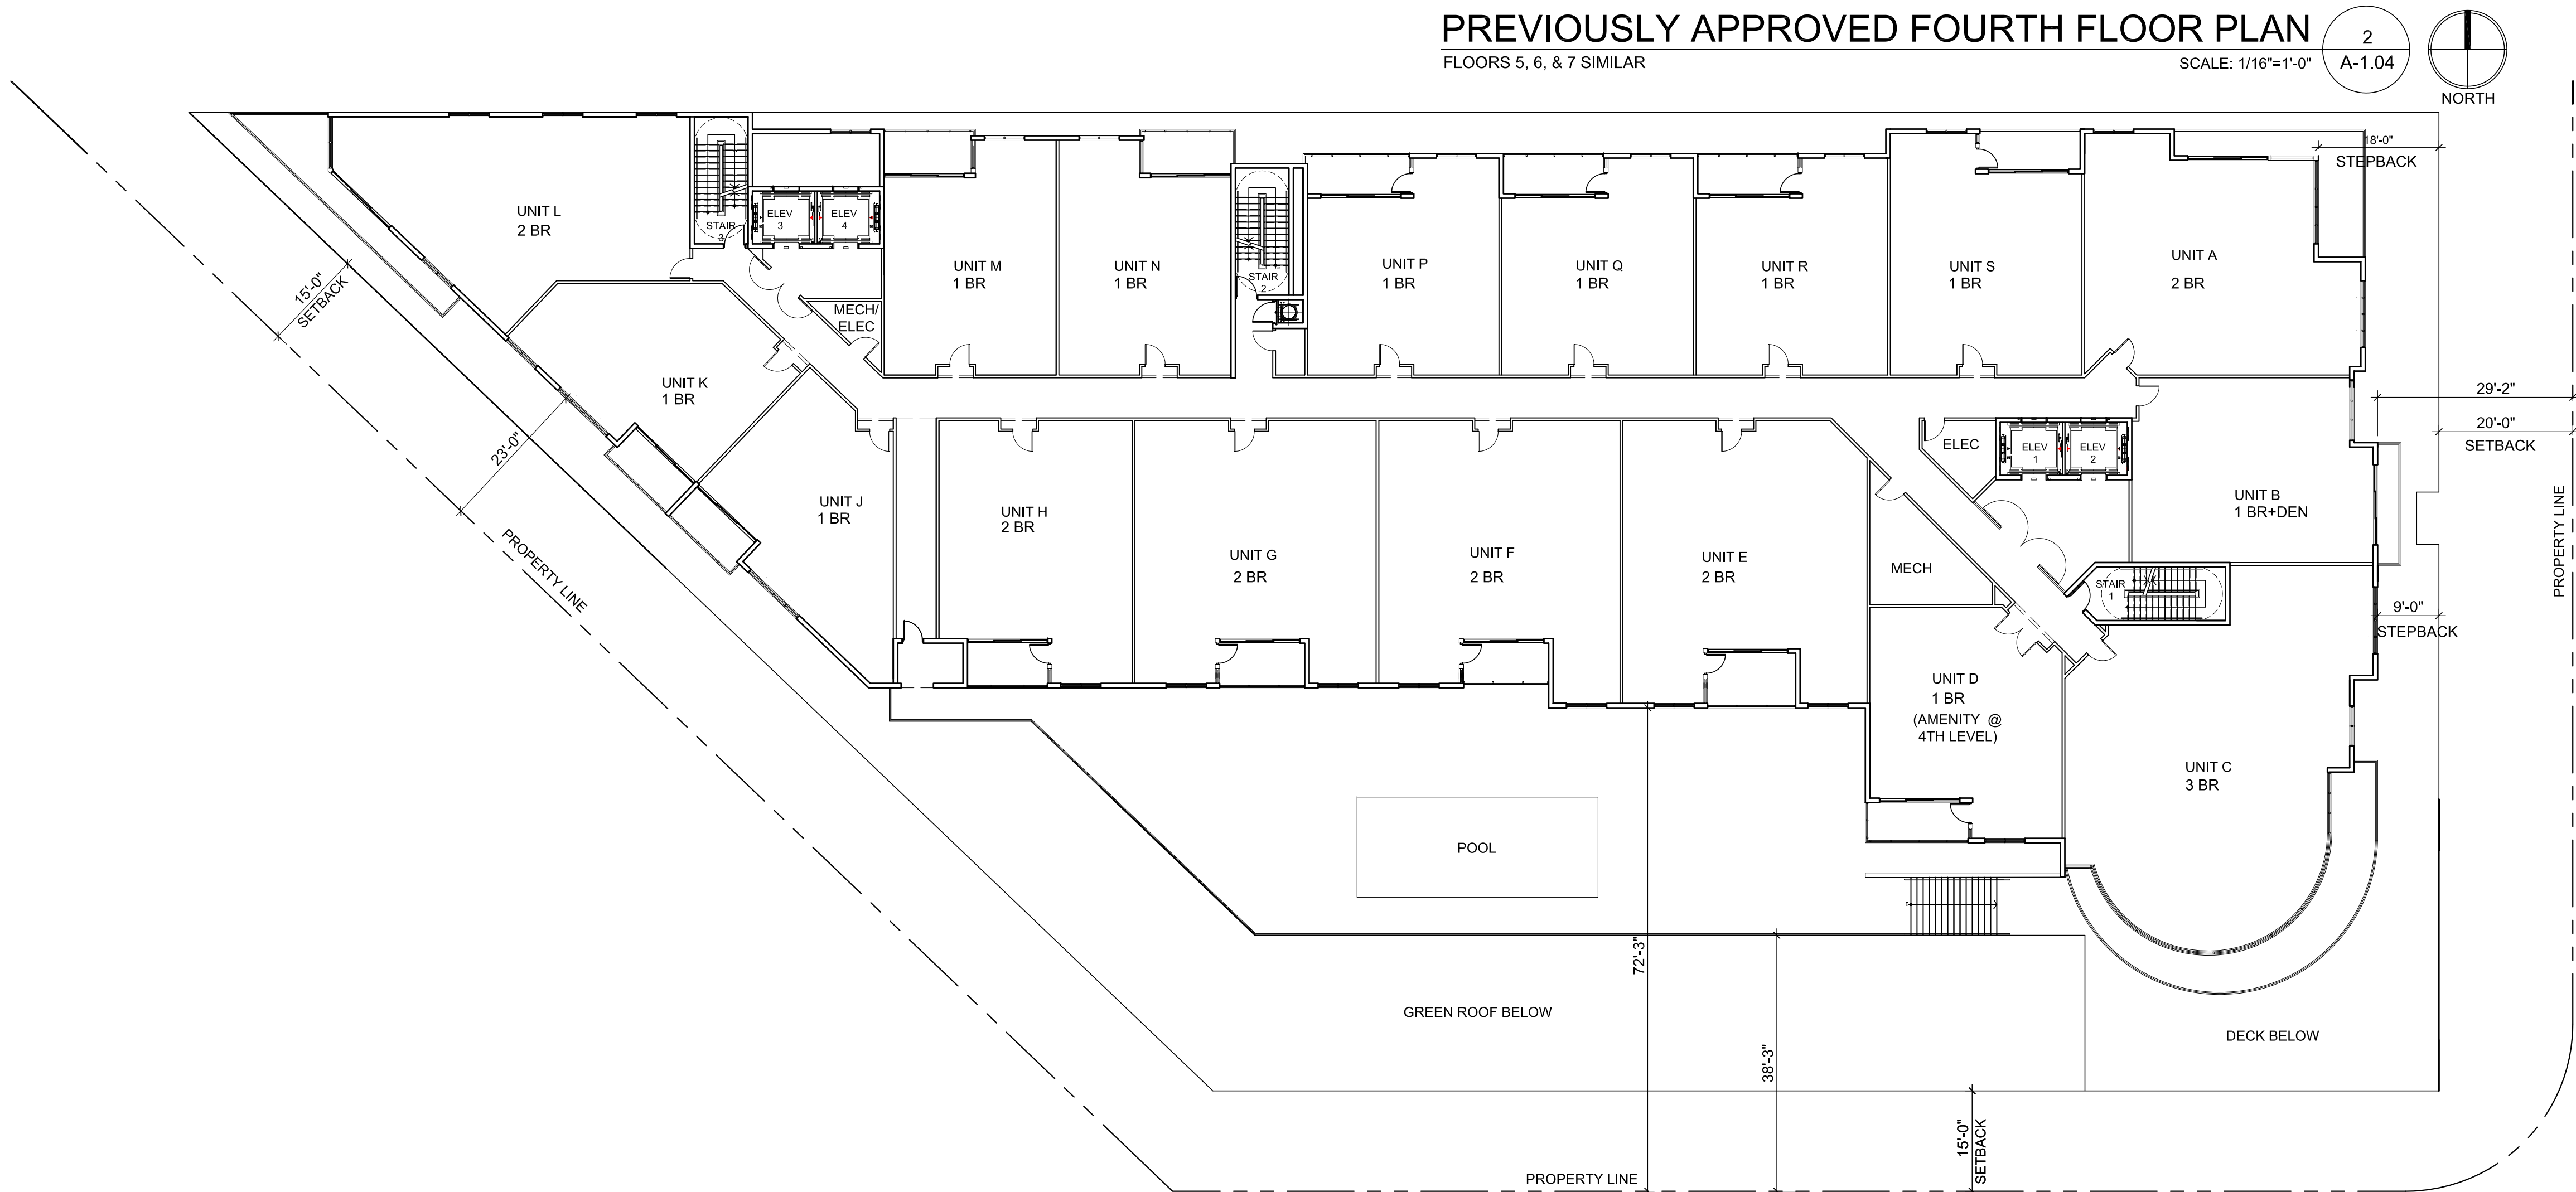 PREVIOUSLY APPROVED FOURTH FLOOR PLAN
FLOORS 5, 6, & 7 SIMILAR
SCALE: 1/16"=1'-0"
2
A-1.04
NORTH
18'-0"
STEPBACK
UNIT L
2 BR
STAIR
3
ELEV
3
ELEV
4
MECH/
ELEC
UNIT M
1 BR
UNIT N
1 BR
STAIR
2
UNIT P
1 BR
UNIT Q
1 BR
UNIT R
1 BR
UNIT S
1 BR
UNIT A
2 BR
15'-0"
SETBACK
23'-0"
PROPERTY LINE
UNIT K
1 BR
UNIT J
1 BR
UNIT H
2 BR
UNIT G
2 BR
UNIT F
2 BR
UNIT E
2 BR
MECH
ELEC
ELEV
1
ELEV
2
UNIT B
1 BR+DEN
29'-2"
20'-0"
SETBACK
PROPERTY LINE
STAIR
1
9'-0"
STEPBACK
UNIT D
1 BR
(AMENITY @
4TH LEVEL)
UNIT C
3 BR
POOL
72'-3"
38'-3"
GREEN ROOF BELOW
DECK BELOW
15'-0"
SETBACK
PROPERTY LINE